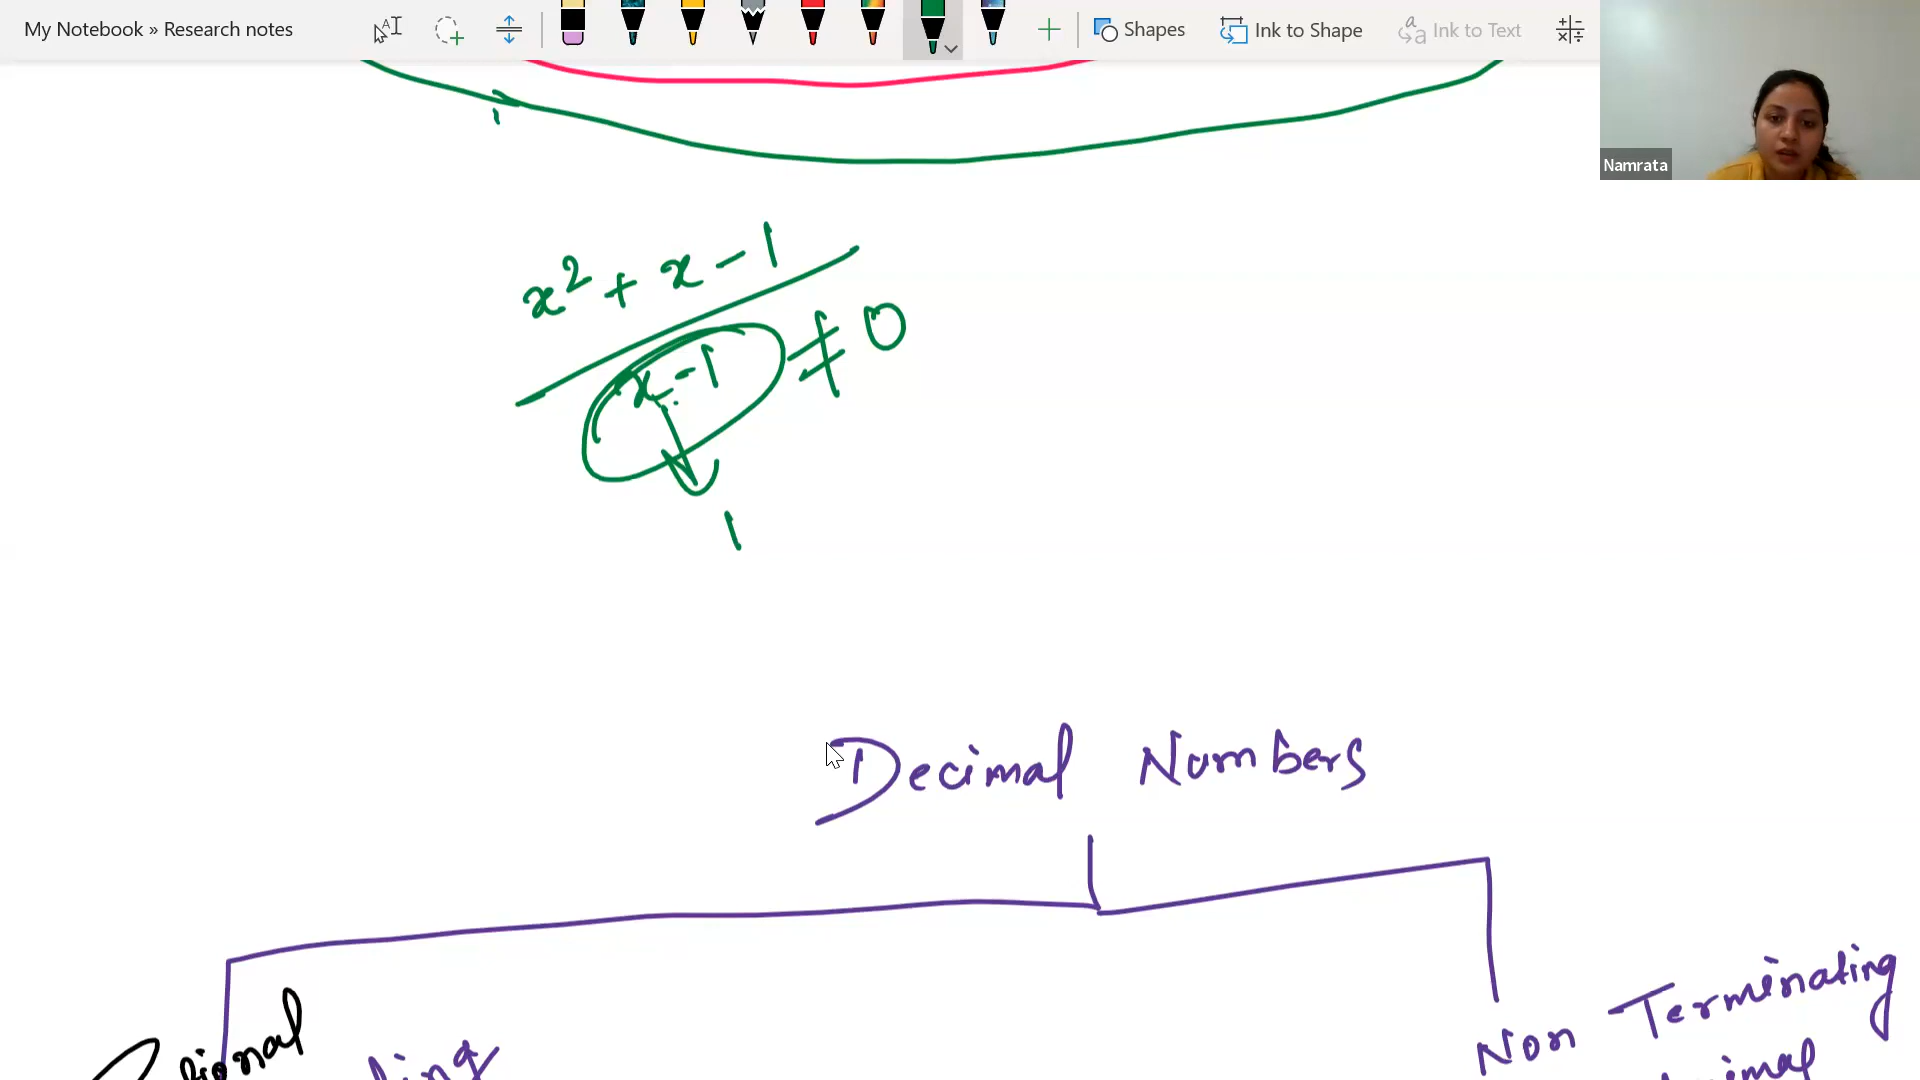 My Notebook » Research notes
Shapes
Ink to Shape
Ink to Text
Namrata
x² + x - 1
x - 1 ≠ 0
1
Decimal Numbers
Non Terminating